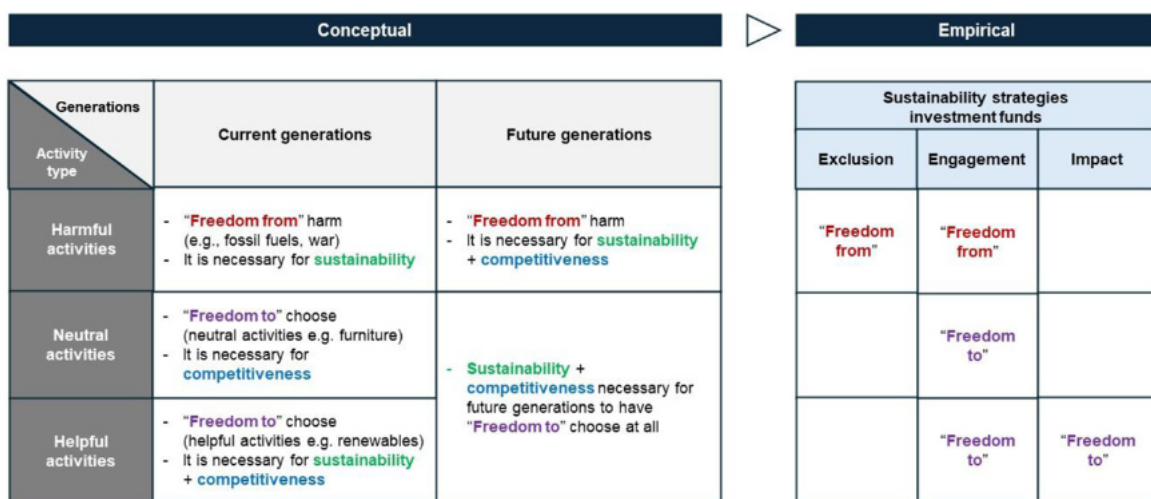 Conceptual
Empirical
Generations
Activity
type
Current generations
Future generations
Sustainability strategies
investment funds
Exclusion
Engagement
Impact
Harmful
activities
- “Freedom from” harm
(e.g., fossil fuels, war)
- It is necessary for sustainability
- “Freedom from” harm
- It is necessary for sustainability
+ competitiveness
“Freedom
from”
“Freedom
from”
Neutral
activities
- “Freedom to” choose
(neutral activities e.g. furniture)
- It is necessary for
competitiveness
- Sustainability +
competitiveness necessary for
future generations to have
“Freedom to” choose at all
“Freedom
to”
Helpful
activities
- “Freedom to” choose
(helpful activities e.g. renewables)
- It is necessary for sustainability
+ competitiveness
“Freedom
to”
“Freedom
to”